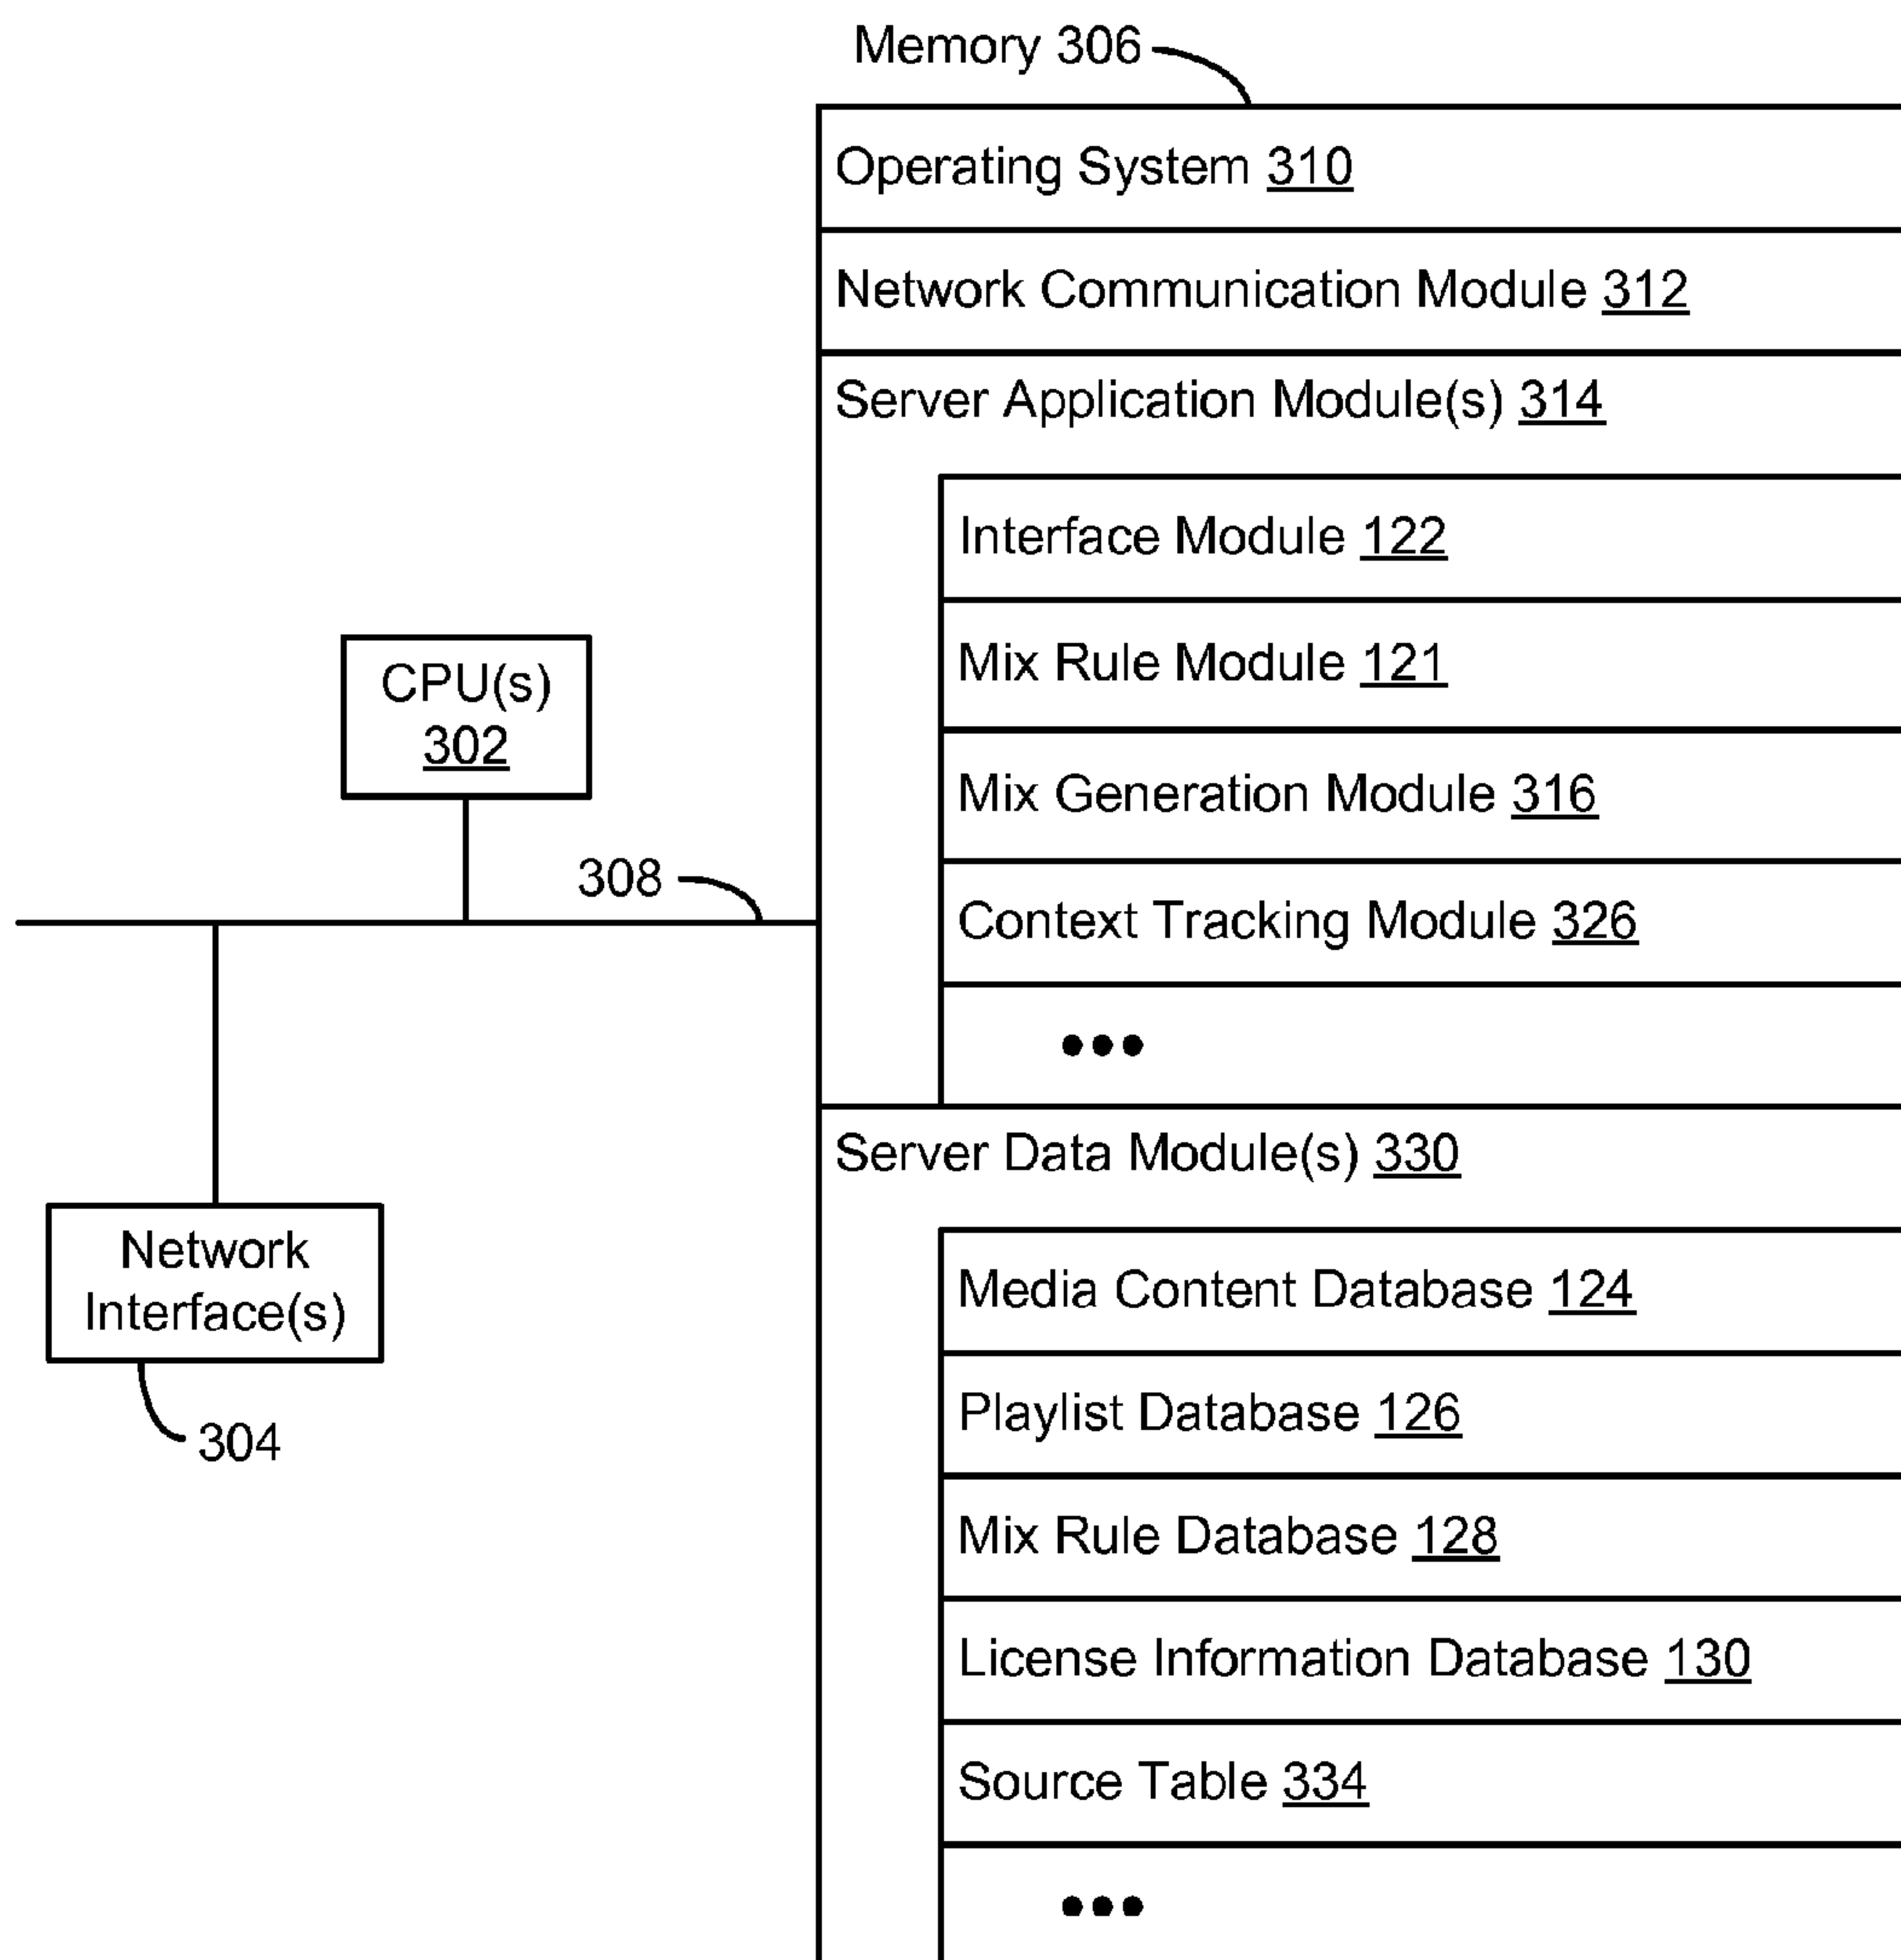 Memory 306
Operating System 310
Network Communication Module 312
Server Application Module(s) 314
Interface Module 122
Mix Rule Module 121
Mix Generation Module 316
Context Tracking Module 326
•••
CPU(s)
302
308
Network
Interface(s)
304
Server Data Module(s) 330
Media Content Database 124
Playlist Database 126
Mix Rule Database 128
License Information Database 130
Source Table 334
•••